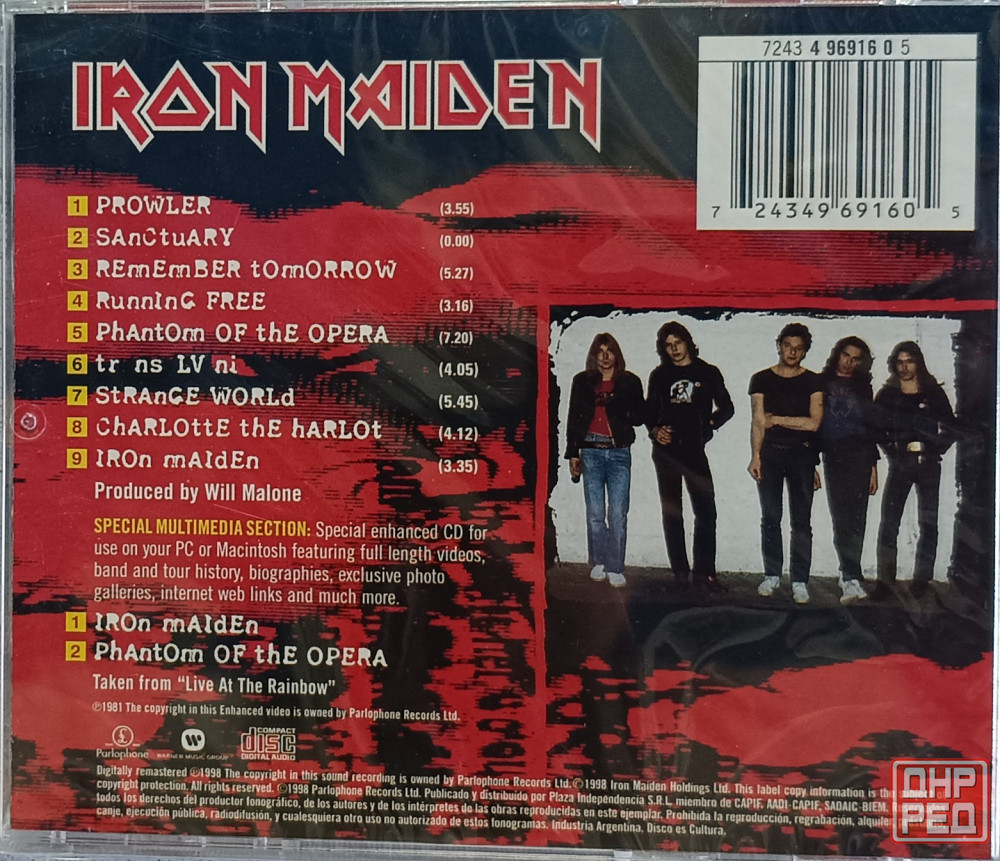 IRON MAIDEN
7243 4 96916 0 5
7 24349 69160 5
1 PROWLER (3.55)
2 SAnCtuARY (0.00)
3 REmEmBER tOmORROW (5.27)
4 RunnInG FREE (3.16)
5 PhAntOm OF thE OPERA (7.20)
6 tr ns LV ni (4.05)
7 StRAnGE WORLd (5.45)
8 ChARLOttE thE hARLOt (4.12)
9 IROn mAIdEn (3.35)
Produced by Will Malone
SPECIAL MULTIMEDIA SECTION: Special enhanced CD for
use on your PC or Macintosh featuring full length videos,
band and tour history, biographies, exclusive photo
galleries, internet web links and much more.
1 IROn mAIdEn
2 PhAntOm OF thE OPERA
Taken from "Live At The Rainbow"
℗1981 The copyright in this Enhanced video is owned by Parlophone Records Ltd.
Parlophone WARNER MUSIC GROUP COMPACT disc DIGITAL AUDIO
Digitally remastered ℗1998 The copyright in this sound recording is owned by Parlophone Records Ltd. ©1998 Iron Maiden Holdings Ltd. This label copy information is the
copyright protection. All rights reserved. ©1998 Parlophone Records Ltd. Publicado y distribuido por Plaza Independencia S.R.L. miembro de CAPIF, AADI-CAPIF, SADAIC-BIEM.
todos los derechos del productor fonográfico, de los autores y de los intérpretes de las obras reproducidas en este ejemplar. Prohibida la reproducción, regrabación, alquiler
canje, ejecución pública, radiodifusión, y cualesquiera otro uso no autorizado de estos fonogramas. Industria Argentina. Disco es Cultura.
ДНР
РЕД